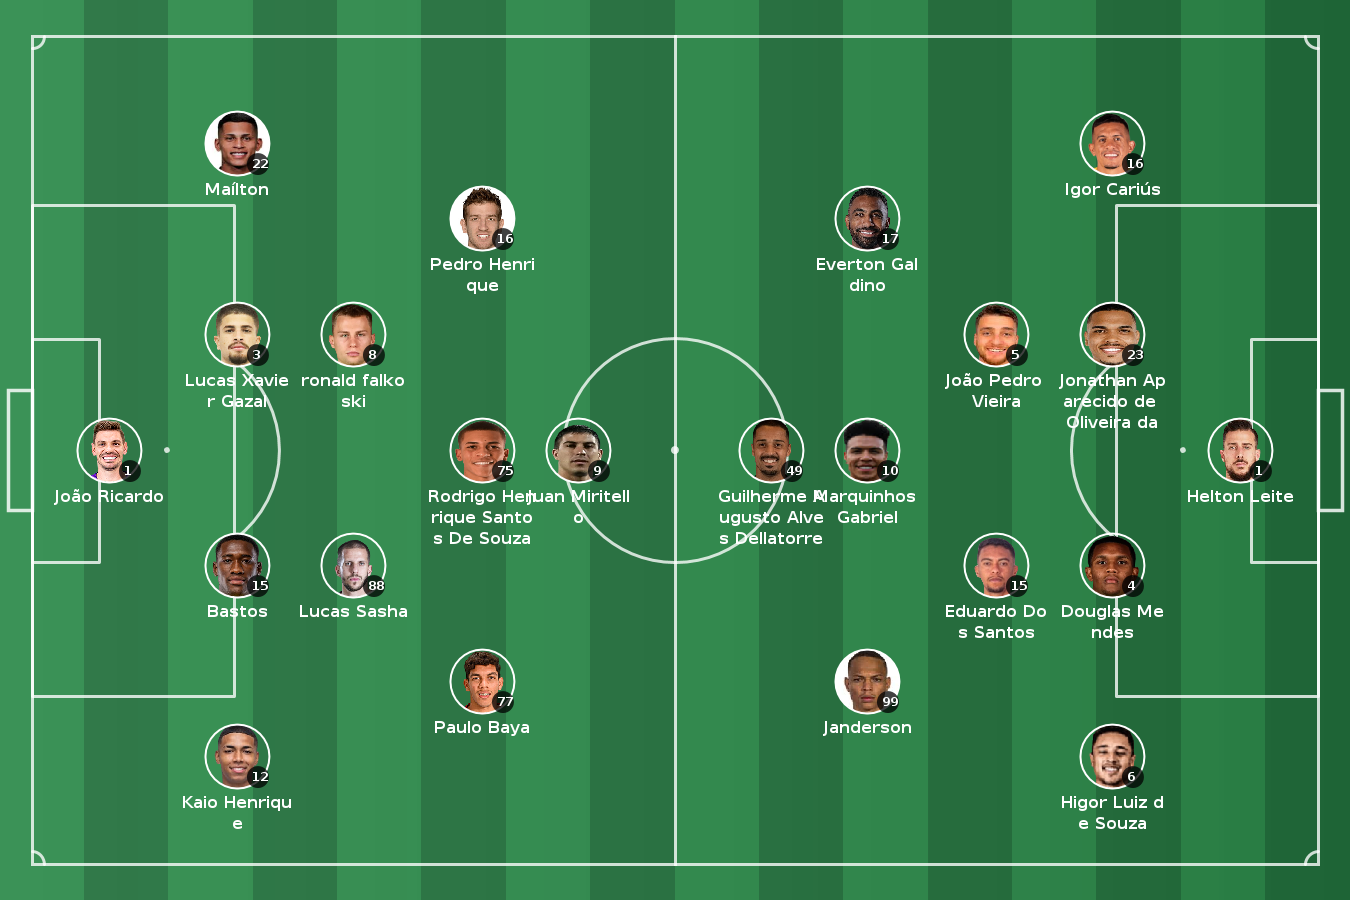 22
Maílton
16
Igor Cariús
16
Pedro Henri
que
17
Everton Gal
dino
3
Lucas Xavie
r Gazal
8
ronald falko
ski
5
João Pedro
Vieira
23
Jonathan Ap
arecido de
Oliveira da
1
João Ricardo
75
Rodrigo Hen
rique Santo
s De Souza
9
Juan Miritell
o
49
Guilherme A
ugusto Alve
s Dellatorre
10
Marquinhos
Gabriel
1
Helton Leite
15
Bastos
88
Lucas Sasha
15
Eduardo Do
s Santos
4
Douglas Me
ndes
77
Paulo Baya
99
Janderson
12
Kaio Henriqu
e
6
Higor Luiz d
e Souza